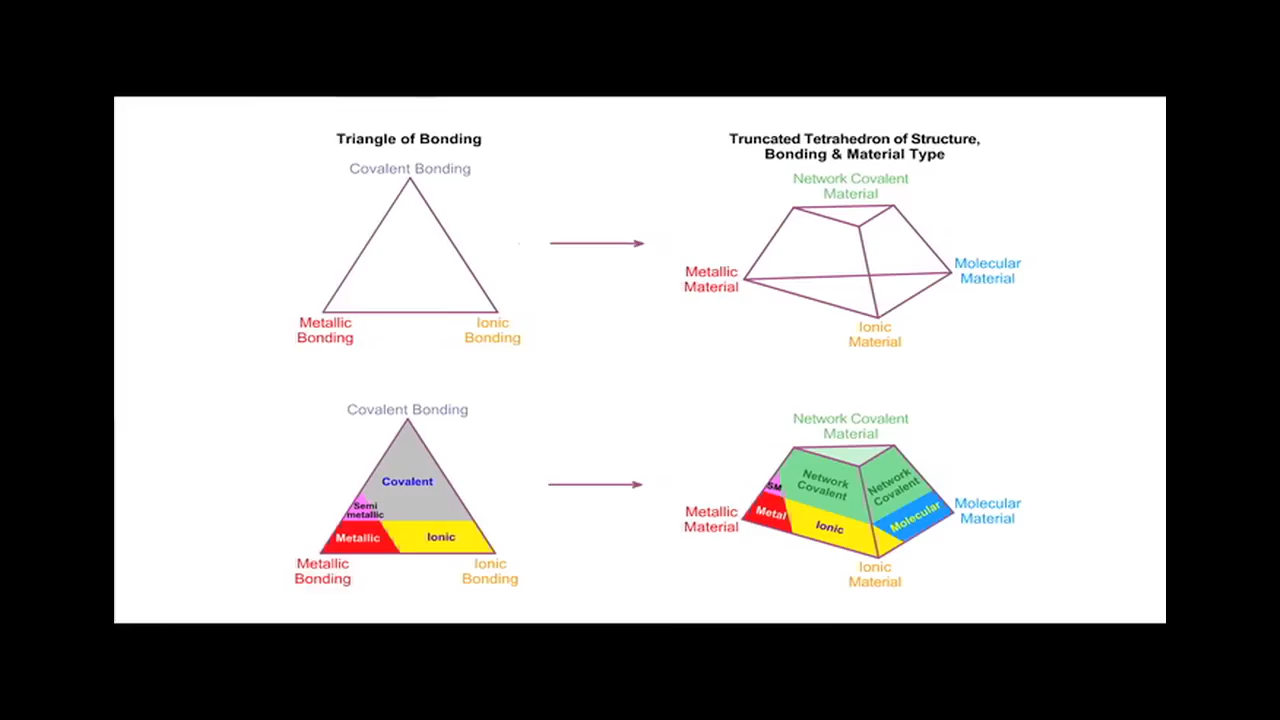 Triangle of Bonding
Covalent Bonding
Metallic
Bonding
Ionic
Bonding
Truncated Tetrahedron of Structure,
Bonding & Material Type
Network Covalent
Material
Metallic
Material
Molecular
Material
Ionic
Material
Covalent Bonding
Covalent
Semi
metallic
Metallic
Ionic
Metallic
Bonding
Ionic
Bonding
Network Covalent
Material
Network
Covalent
Network
Covalent
SM
Metal
Ionic
Molecular
Metallic
Material
Molecular
Material
Ionic
Material